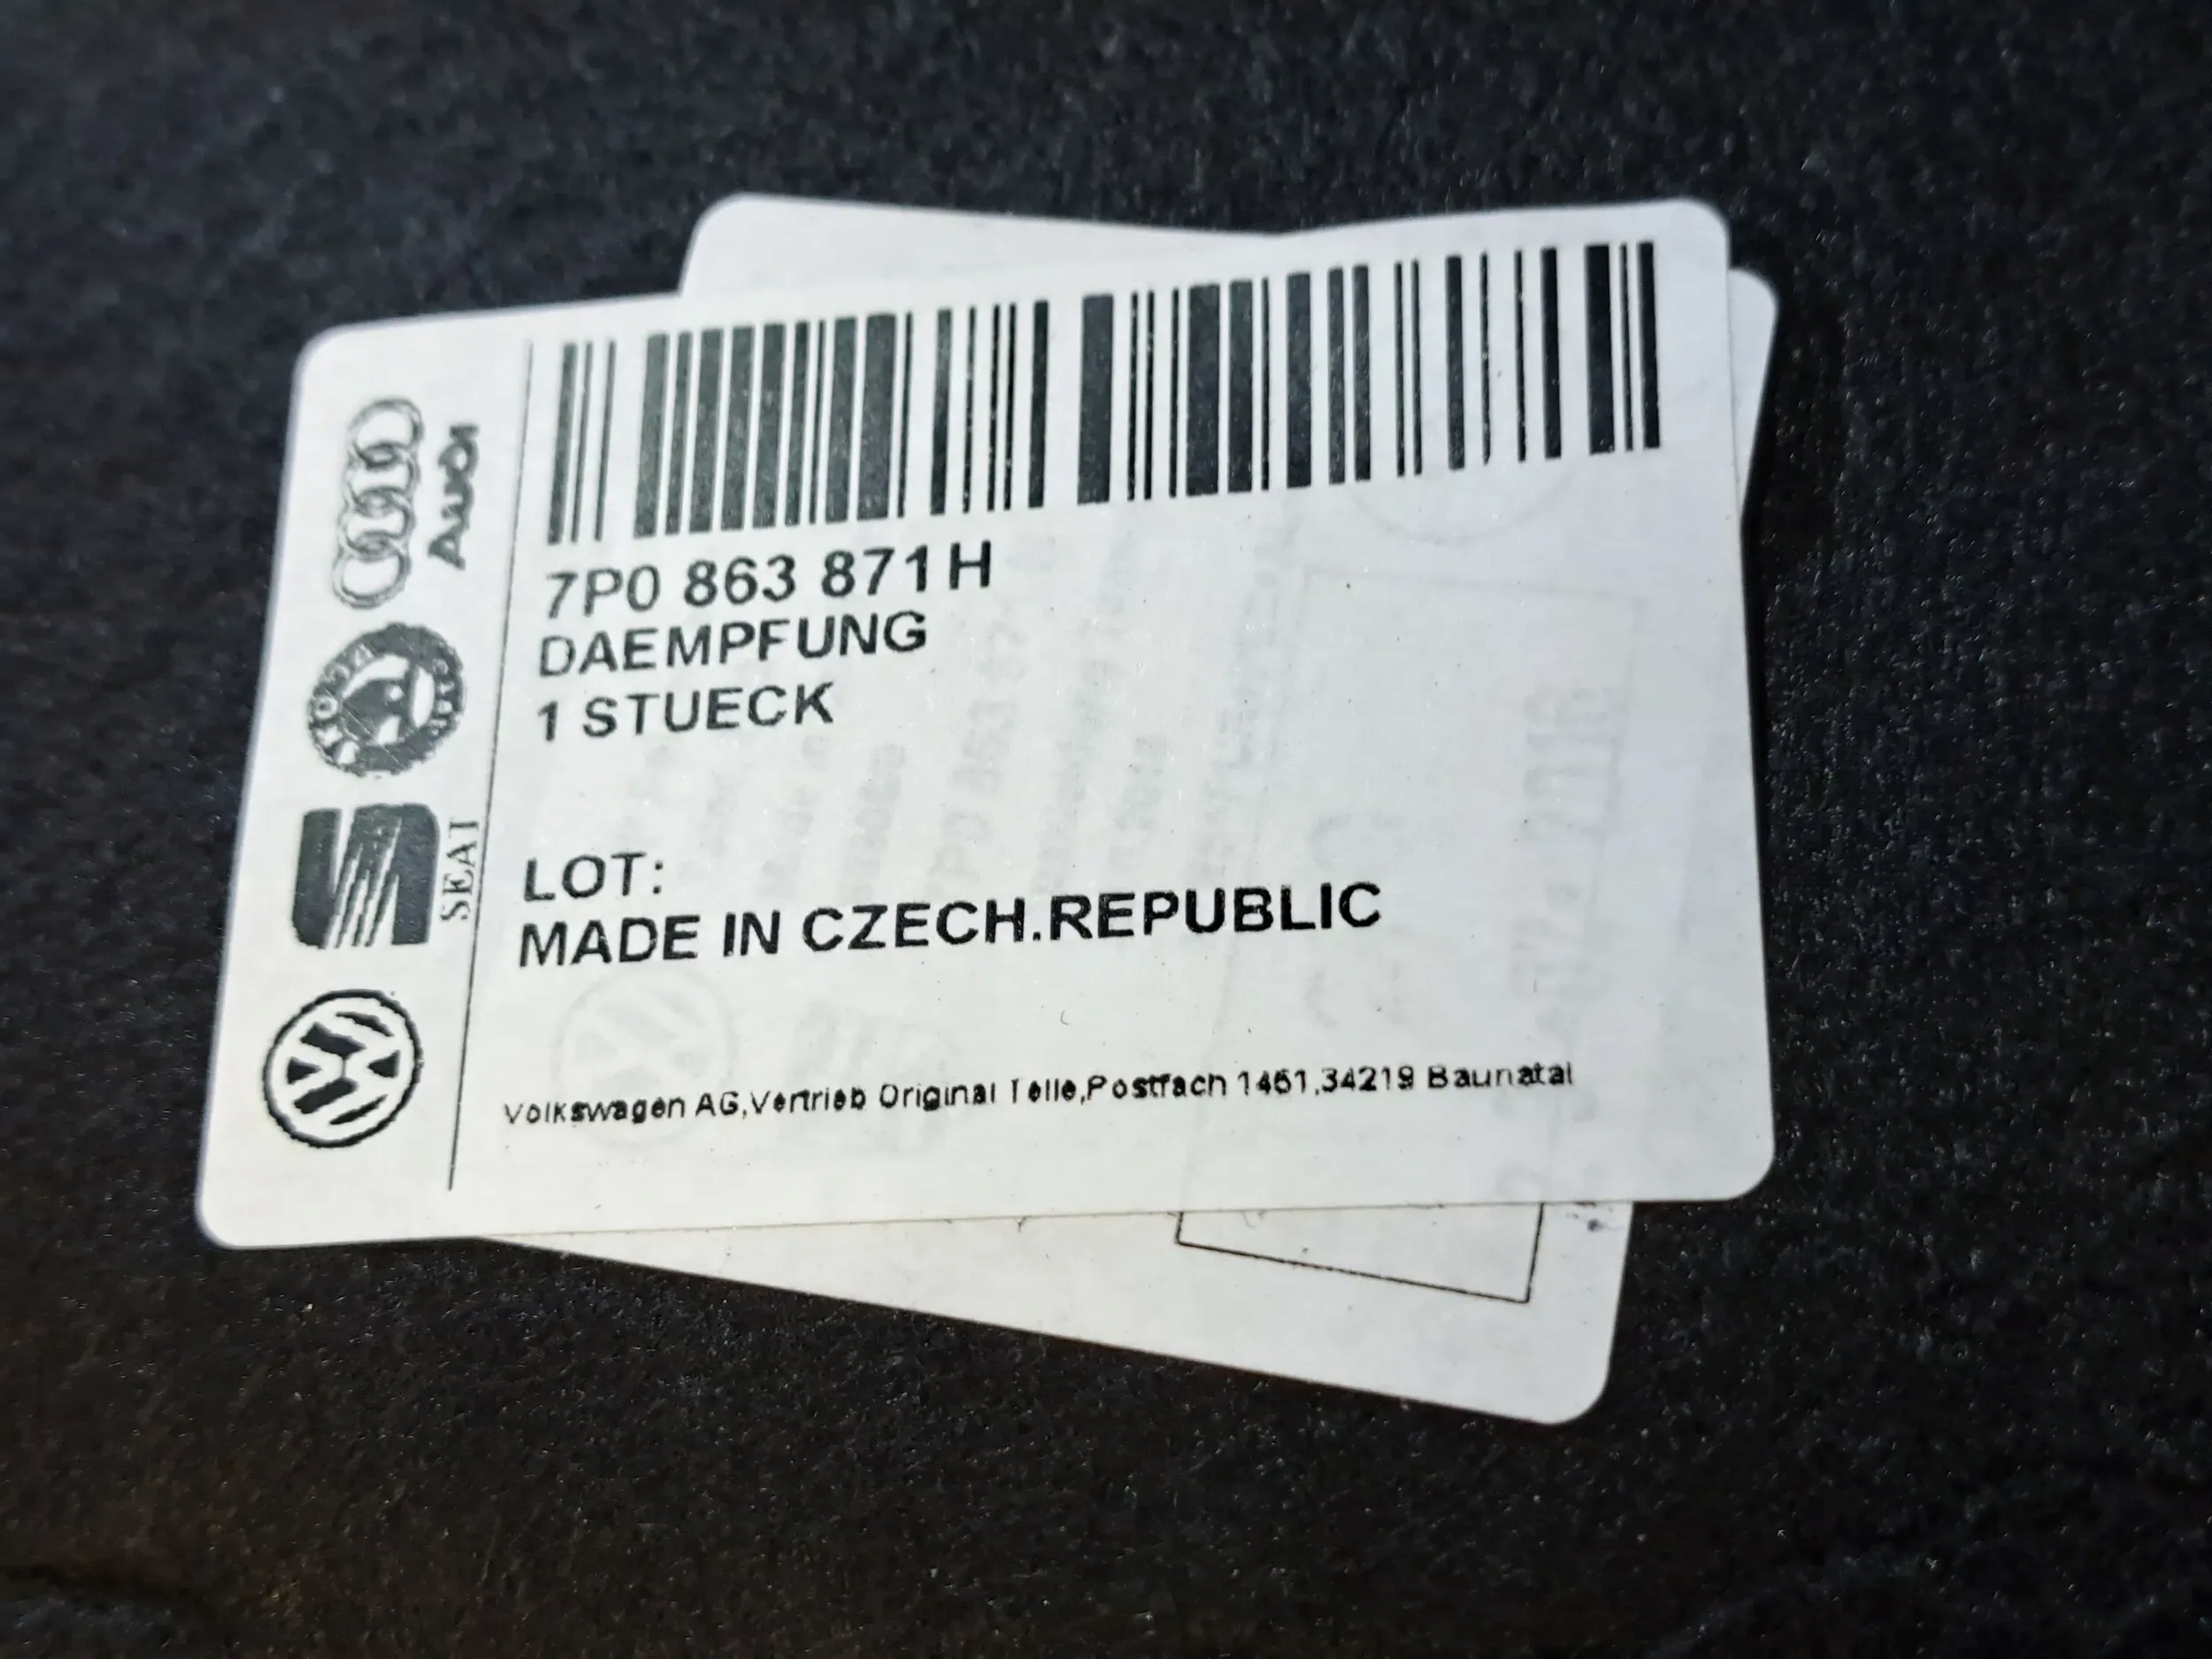 Audi
SEAT
7P0 863 871 H
DAEMPFUNG
1 STUECK
LOT:
MADE IN CZECH.REPUBLIC
Volkswagen AG,Vertrieb Original Teile,Postfach 1451,34219 Baunatal